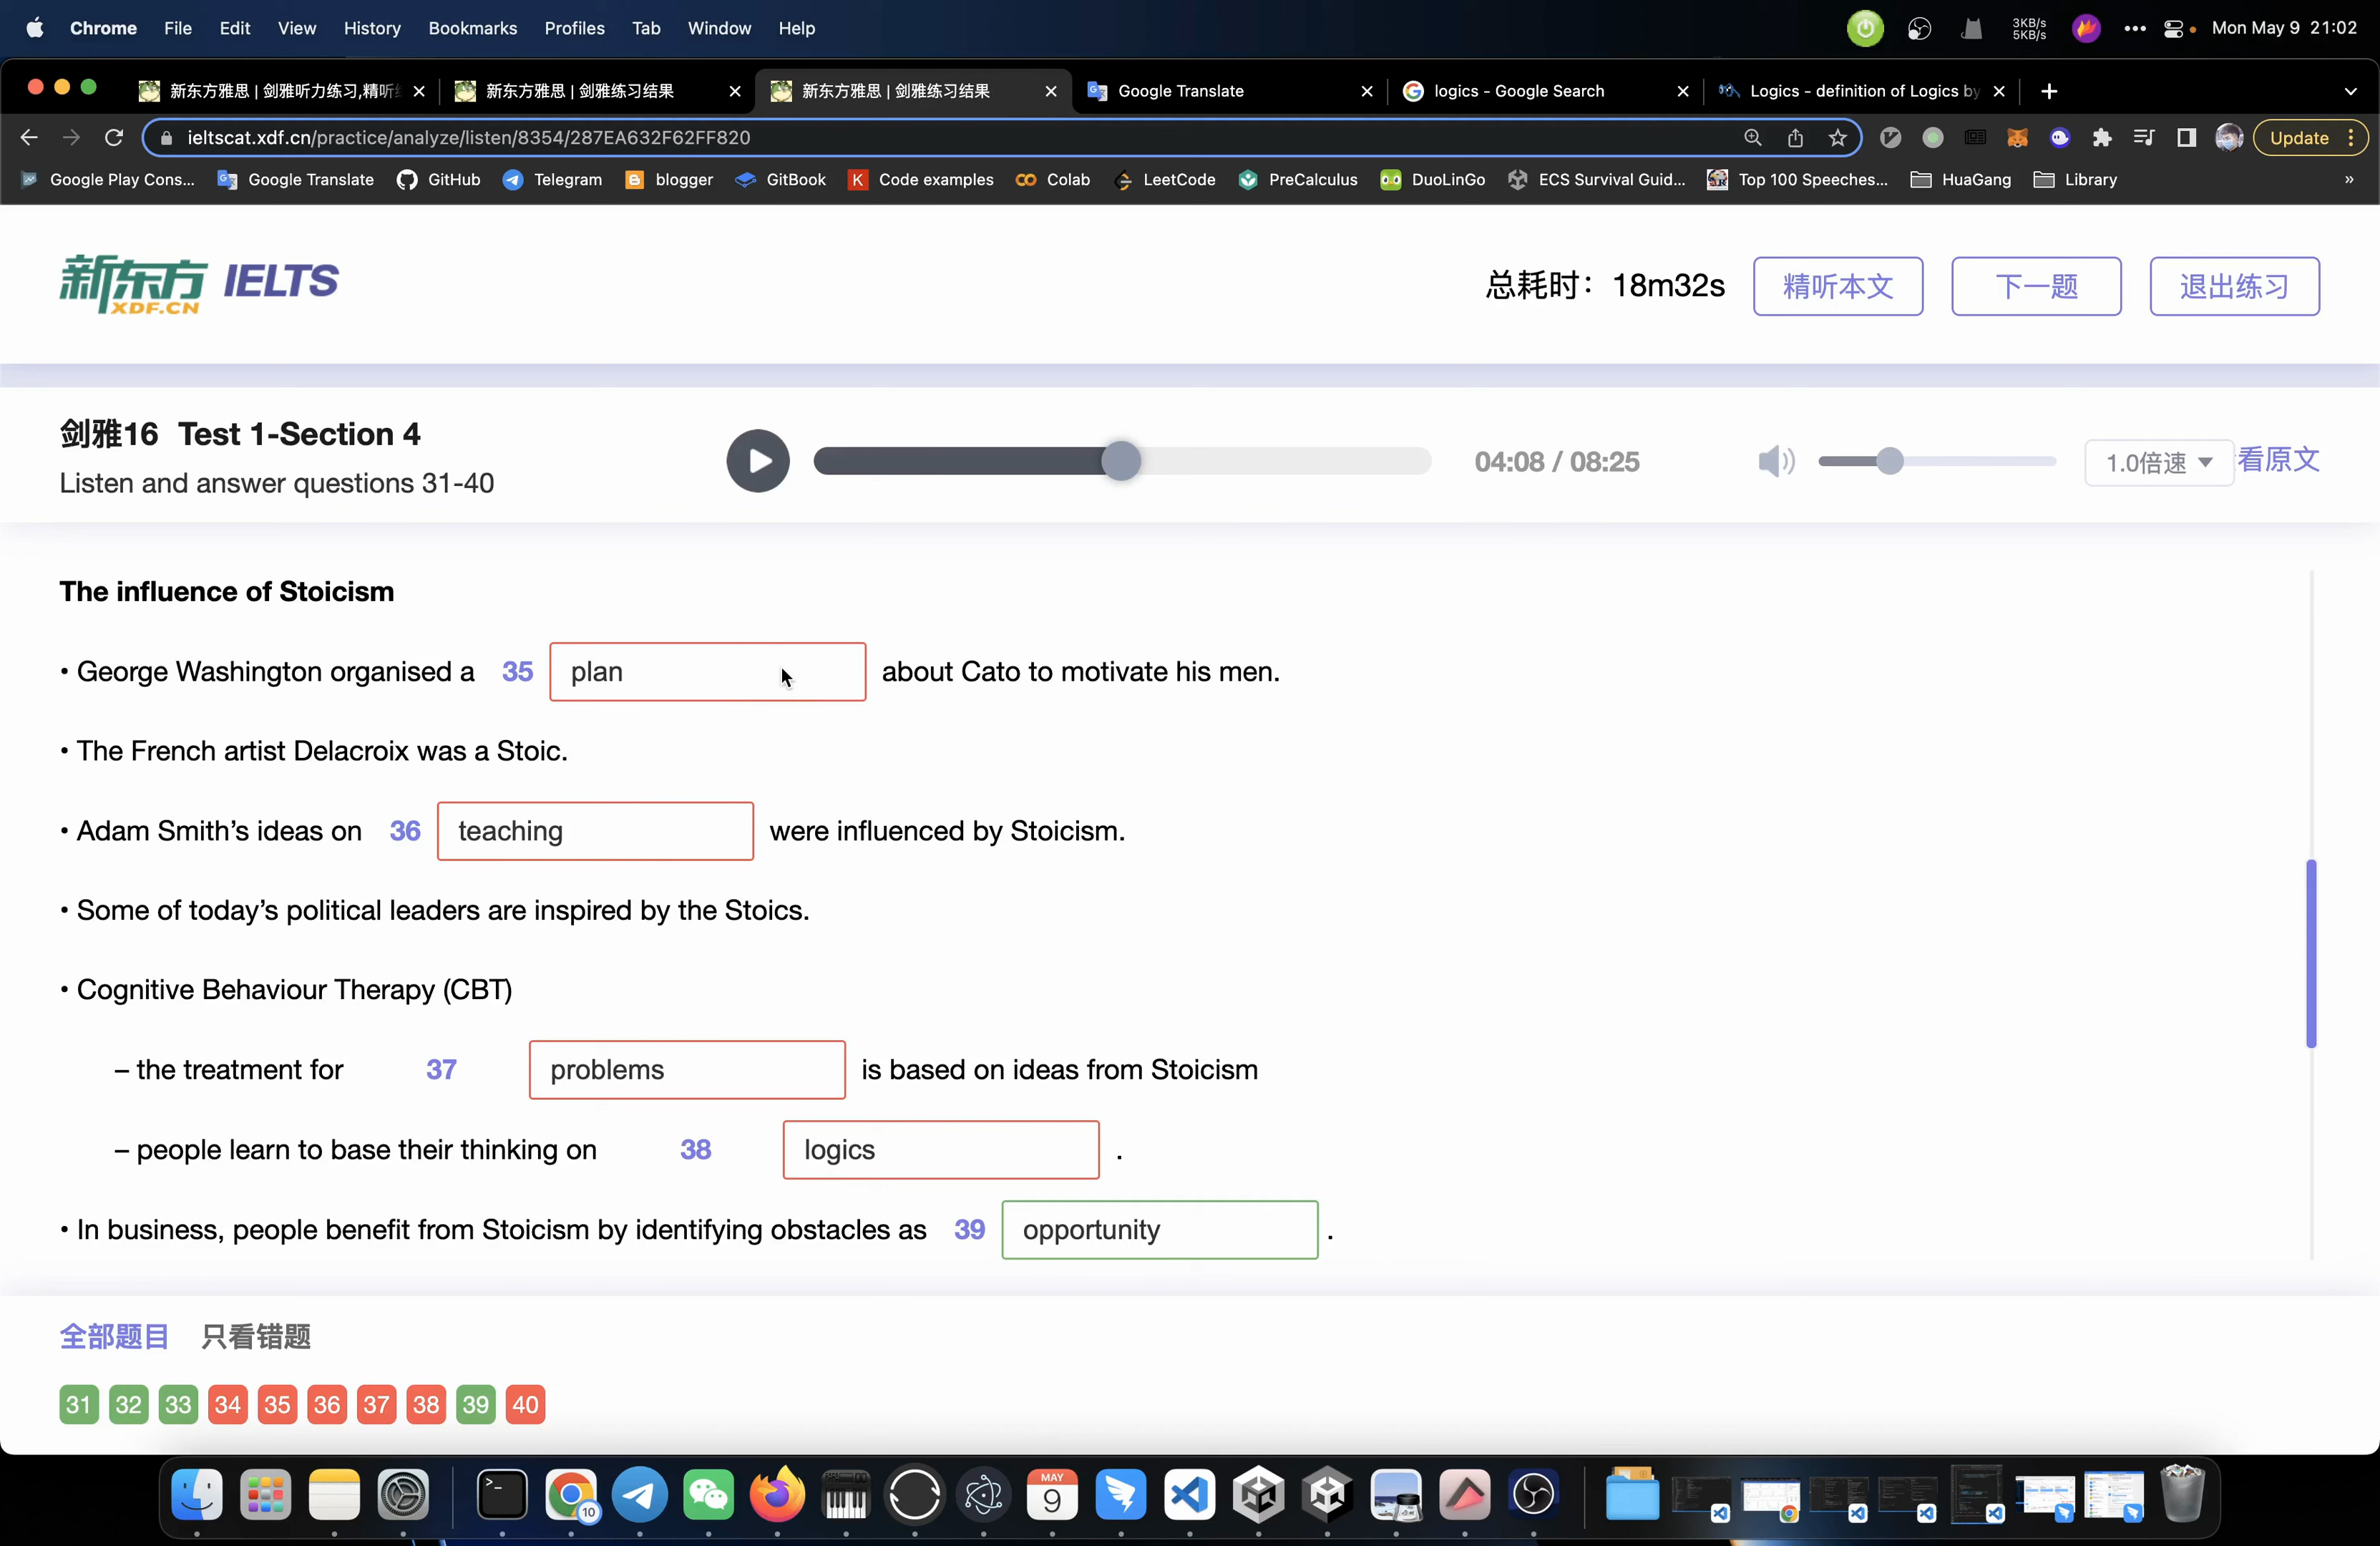 Chrome File Edit View History Bookmarks Profiles Tab Window Help
3KB/s
5KB/s
Mon May 9 21:02
新东方雅思 | 剑雅听力练习,精听
新东方雅思 | 剑雅练习结果
新东方雅思 | 剑雅练习结果
Google Translate
logics - Google Search
Logics - definition of Logics by
ieltscat.xdf.cn/practice/analyze/listen/8354/287EA632F62FF820
Update
Google Play Cons... Google Translate GitHub Telegram blogger GitBook Code examples Colab LeetCode PreCalculus DuoLinGo ECS Survival Guid... Top 100 Speeches... HuaGang Library »
新东方 XDF.CN IELTS
总耗时：18m32s 精听本文 下一题 退出练习
剑雅16 Test 1-Section 4
Listen and answer questions 31-40
04:08 / 08:25
1.0倍速 看原文
The influence of Stoicism
• George Washington organised a 35 plan about Cato to motivate his men.
• The French artist Delacroix was a Stoic.
• Adam Smith’s ideas on 36 teaching were influenced by Stoicism.
• Some of today’s political leaders are inspired by the Stoics.
• Cognitive Behaviour Therapy (CBT)
– the treatment for 37 problems is based on ideas from Stoicism
– people learn to base their thinking on 38 logics .
• In business, people benefit from Stoicism by identifying obstacles as 39 opportunity .
全部题目 只看错题
31 32 33 34 35 36 37 38 39 40
10
MAY
9